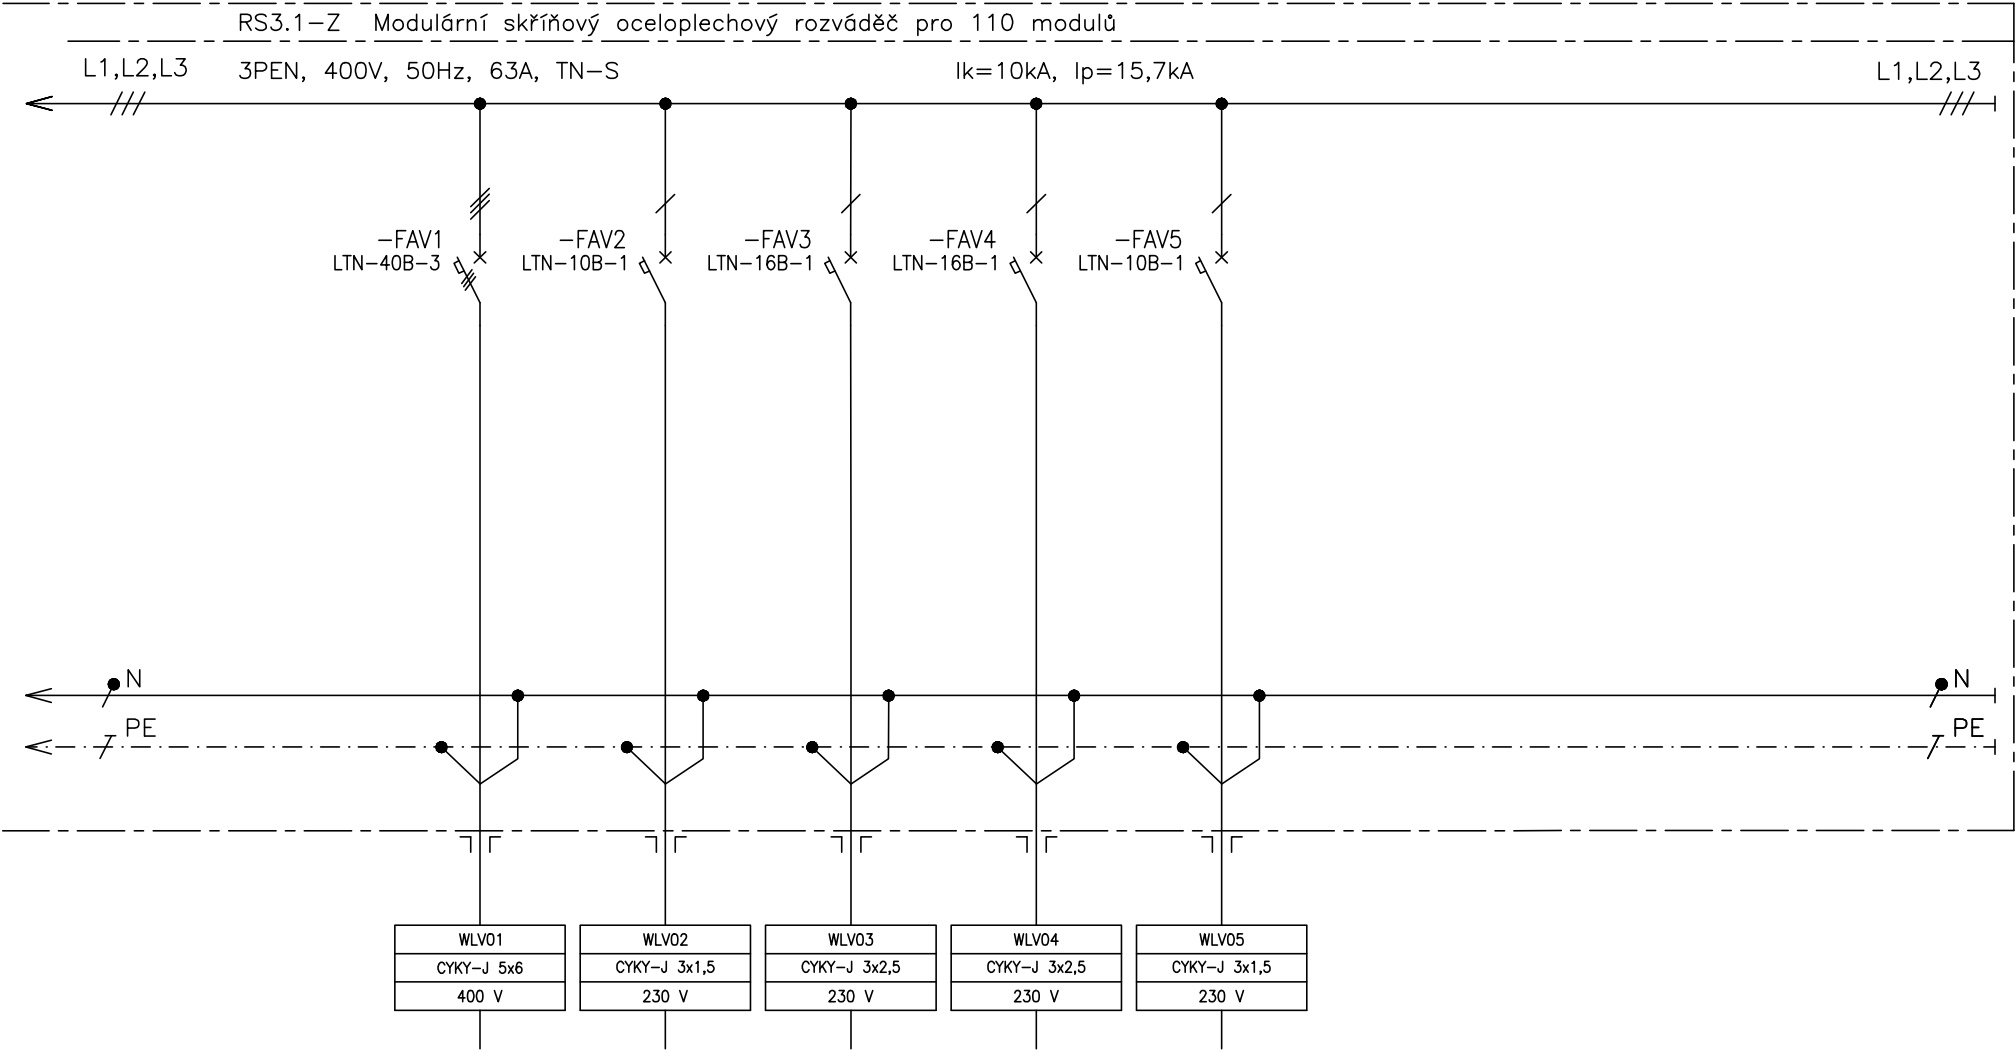 RS3.1-Z Modulární skříňový oceloplechový rozváděč pro 110 modulů
L1,L2,L3 3PEN, 400V, 50Hz, 63A, TN-S Ik=10kA, Ip=15,7kA L1,L2,L3
-FAV1 -FAV2 -FAV3 -FAV4 -FAV5
LTN-40B-3 LTN-10B-1 LTN-16B-1 LTN-16B-1 LTN-10B-1
N N
PE PE
WLV01 WLV02 WLV03 WLV04 WLV05
CYKY-J 5x6 CYKY-J 3x1,5 CYKY-J 3x2,5 CYKY-J 3x2,5 CYKY-J 3x1,5
400 V 230 V 230 V 230 V 230 V